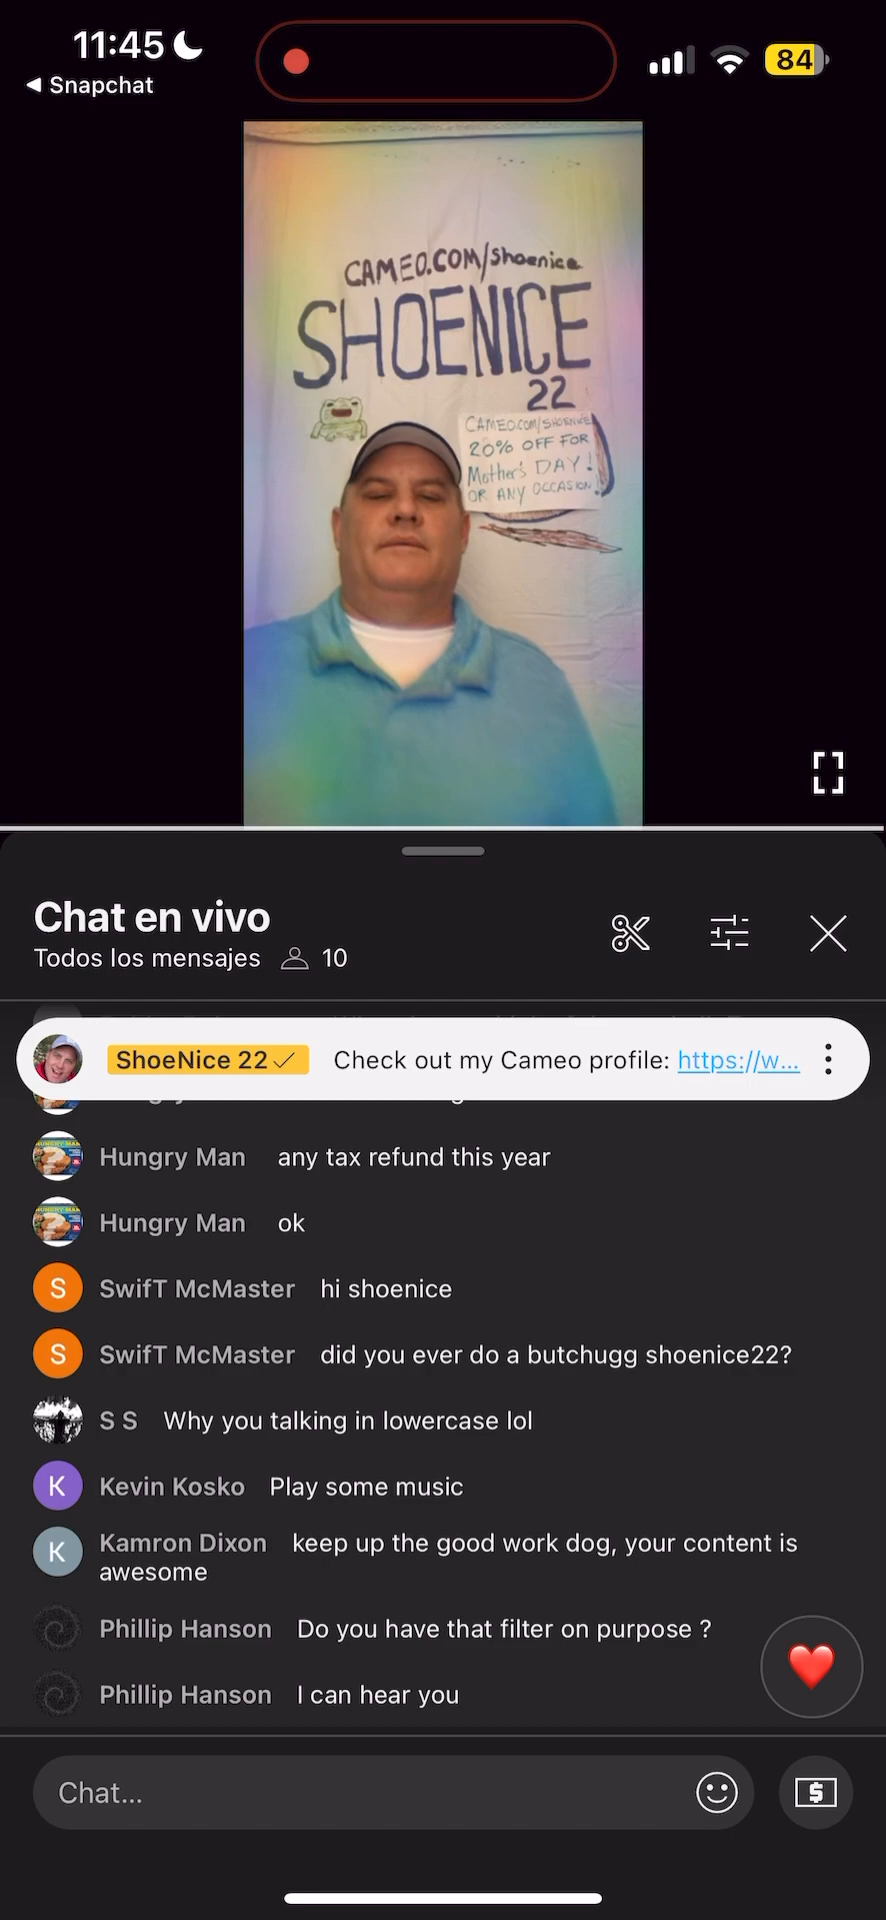 11:45
84
◀ Snapchat
CAMEO.COM/shoenice
SHOENICE
22
CAMEO.COM/SHOENICE
20% OFF FOR
Mother's DAY!
OR ANY OCCASION!
Chat en vivo
Todos los mensajes 10
ShoeNice 22 Check out my Cameo profile: https://w...
Hungry Man any tax refund this year
Hungry Man ok
S SwifT McMaster hi shoenice
S SwifT McMaster did you ever do a butchugg shoenice22?
S S Why you talking in lowercase lol
K Kevin Kosko Play some music
K Kamron Dixon keep up the good work dog, your content is
awesome
Phillip Hanson Do you have that filter on purpose ?
Phillip Hanson I can hear you
Chat...